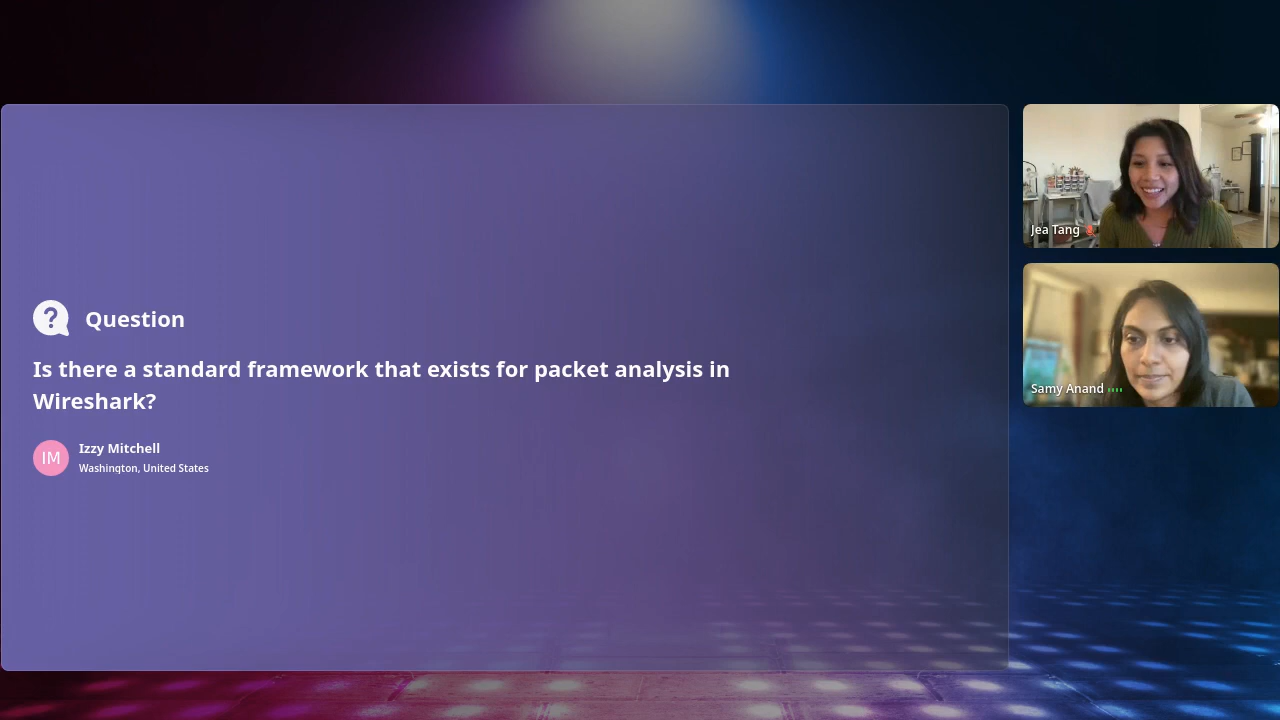 Question
Is there a standard framework that exists for packet analysis in
Wireshark?
IM
Izzy Mitchell
Washington, United States
Jea Tang
Samy Anand